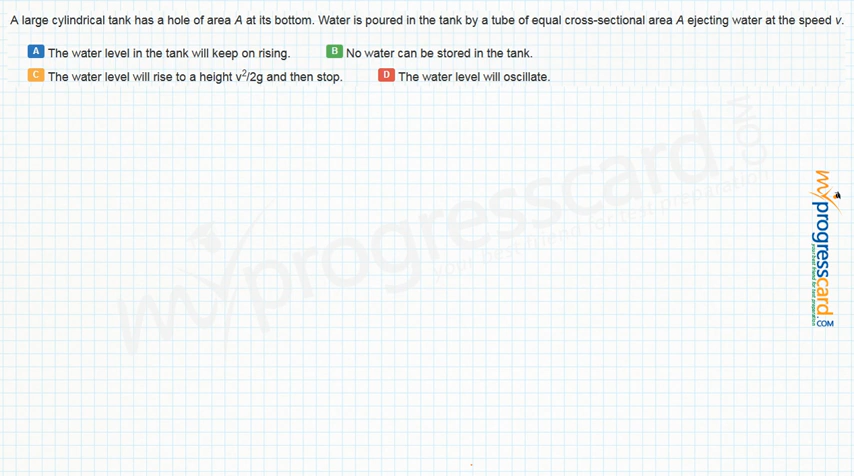 A large cylindrical tank has a hole of area A at its bottom. Water is poured in the tank by a tube of equal cross-sectional area A ejecting water at the speed v.
A The water level in the tank will keep on rising. B No water can be stored in the tank.
C The water level will rise to a height v²/2g and then stop. D The water level will oscillate.
myprogresscard.com
myprogresscard
.COM